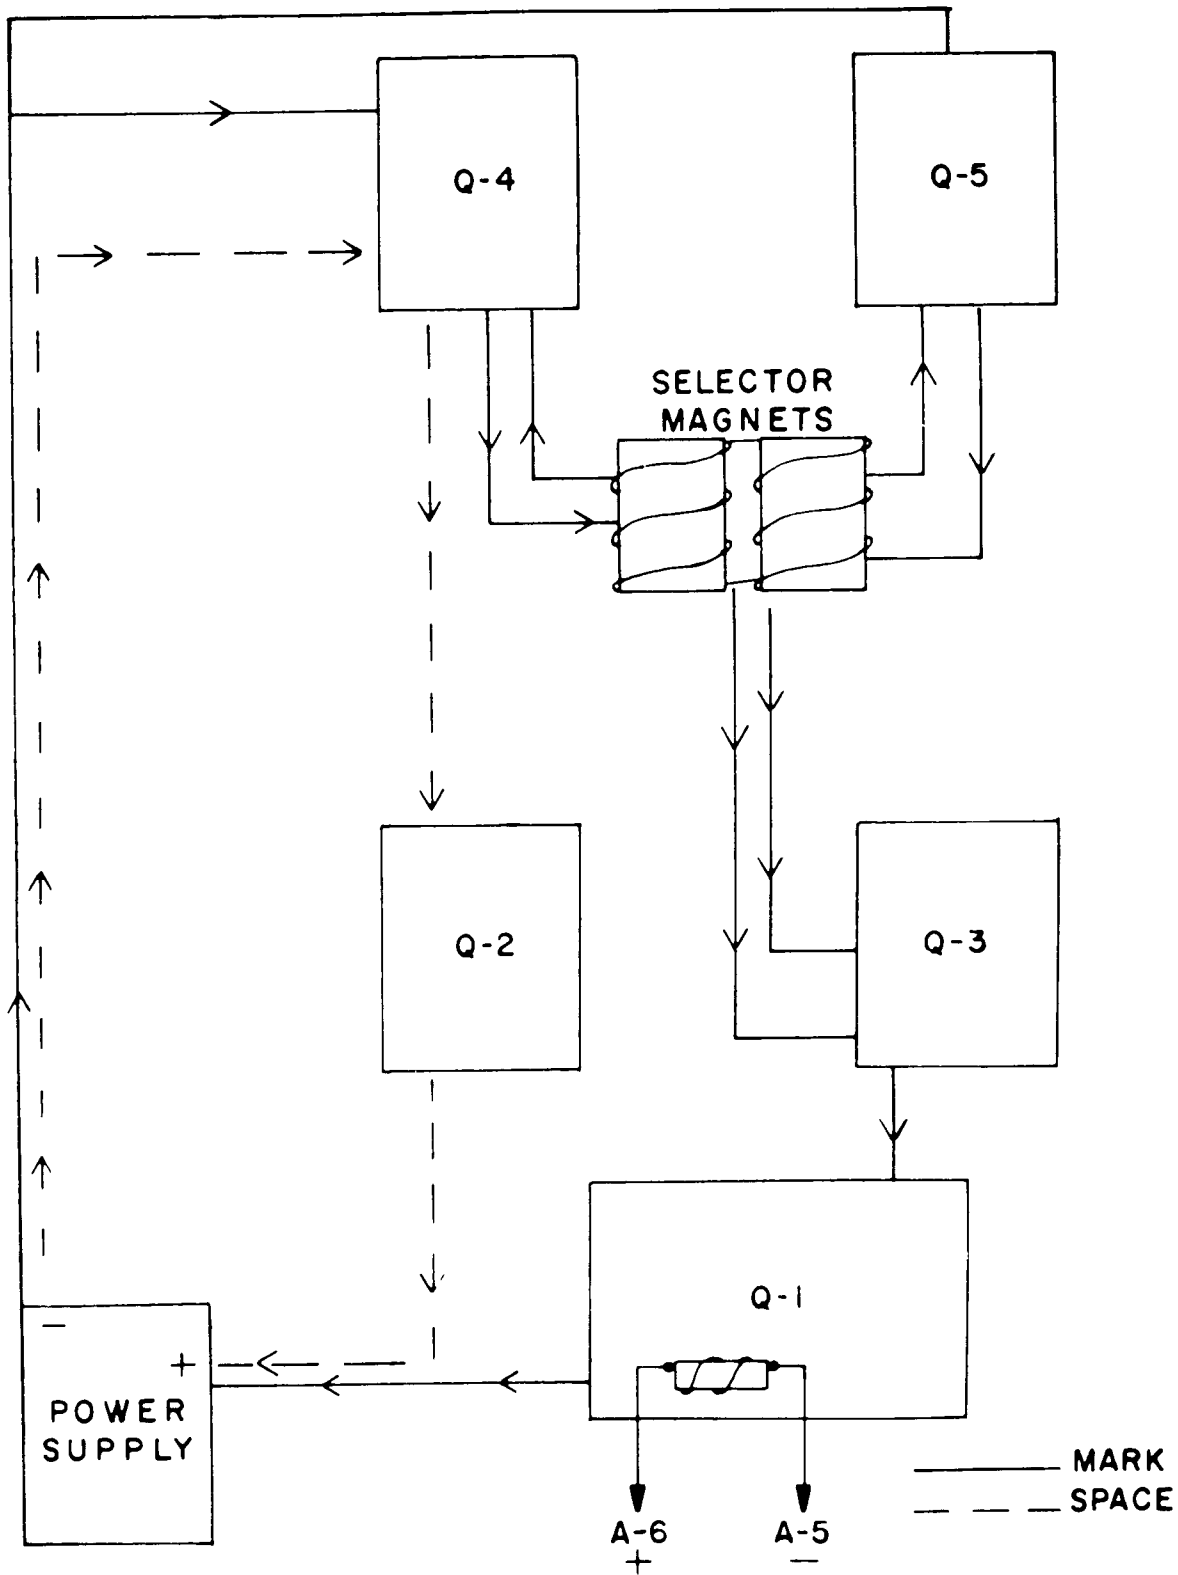 Q-4
Q-5
SELECTOR
MAGNETS
Q-2
Q-3
Q-1
−
+
POWER
SUPPLY
MARK
SPACE
A-6
A-5
+
−